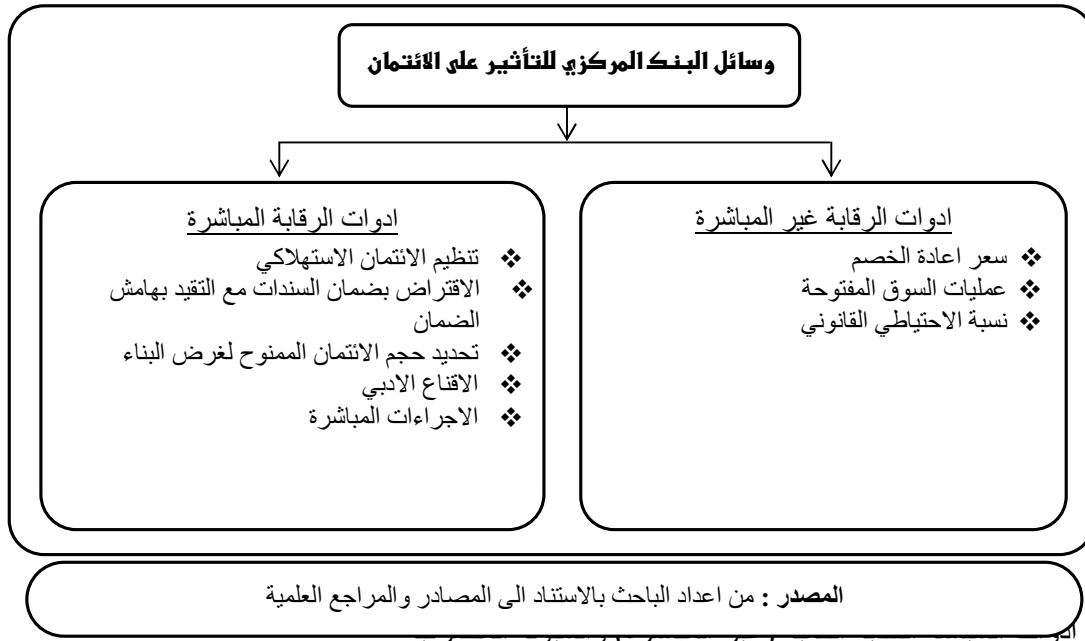 وسائل البنك المركزي للتأثير على الائتمان
ادوات الرقابة غير المباشرة
❖ سعر اعادة الخصم
❖ عمليات السوق المفتوحة
❖ نسبة الاحتياطي القانوني
ادوات الرقابة المباشرة
❖ تنظيم الائتمان الاستهلاكي
❖ الاقتراض بضمان السندات مع التقيد بهامش
الضمان
❖ تحديد حجم الائتمان الممنوح لغرض البناء
❖ الاقناع الادبي
❖ الاجراءات المباشرة
المصدر : من اعداد الباحث بالاستناد الى المصادر والمراجع العلمية